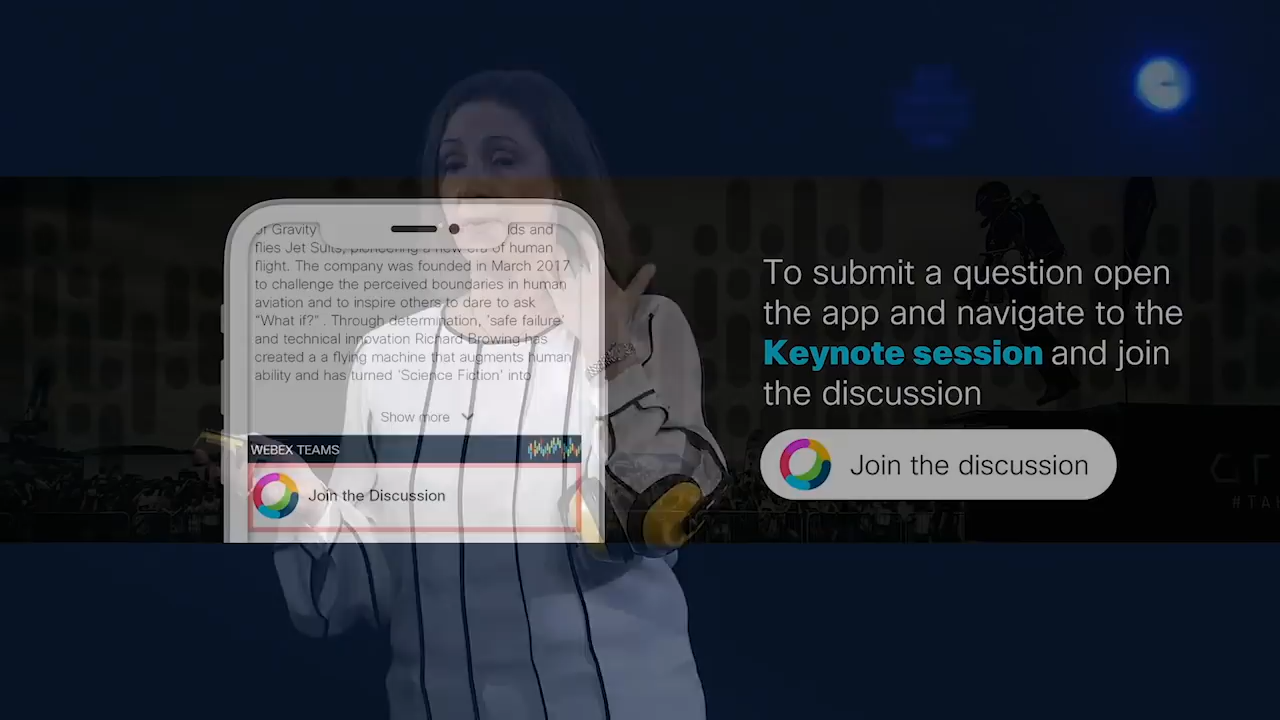 of Gravity ds and
flies Jet Suits, pioneering a new era of human
flight. The company was founded in March 2017
to challenge the perceived boundaries in human
aviation and to inspire others to dare to ask
"What if?" . Through determination, 'safe failure'
and technical innovation Richard Browing has
created a a flying machine that augments human
ability and has turned 'Science Fiction' into
Show more
WEBEX TEAMS
Join the Discussion
To submit a question open
the app and navigate to the
Keynote session and join
the discussion
Join the discussion